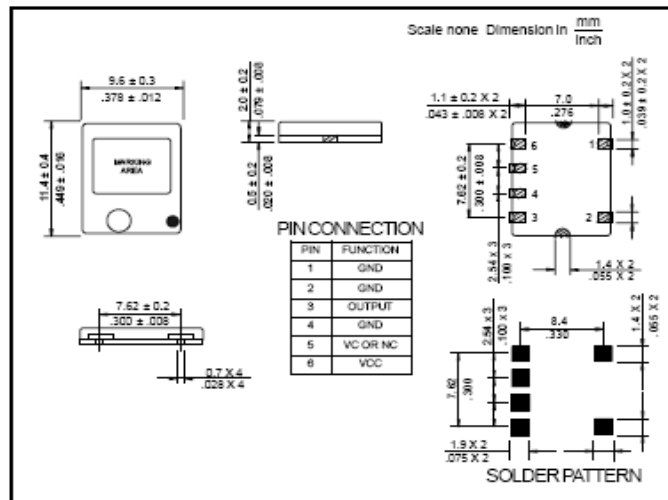 Scale none Dimension in mm
inch
9.6 ± 0.3
.378 ± .012
11.4 ± 0.4
.449 ± .016
MARKING
AREA
2.0 ± 0.2
.079 ± .008
0.5 ± 0.2
.020 ± .008
1.1 ± 0.2 X 2
.043 ± .008 X 2
7.0
.276
1.0 ± 0.2 X 2
.039 ± 0.2 X 2
7.62 ± 0.2
.300 ± .008
2.54 X 3
.100 X 3
6
5
4
3
1
2
1.4 X 2
.055 X 2
PIN CONNECTION
PIN FUNCTION
1 GND
2 GND
3 OUTPUT
4 GND
5 VC OR NC
6 VCC
7.62 ± 0.2
.300 ± .008
0.7 X 4
.028 X 4
8.4
.330
2.54 X 3
.100 X 3
7.62
.300
1.4 X 2
.055 X 2
1.9 X 2
.075 X 2
SOLDER PATTERN